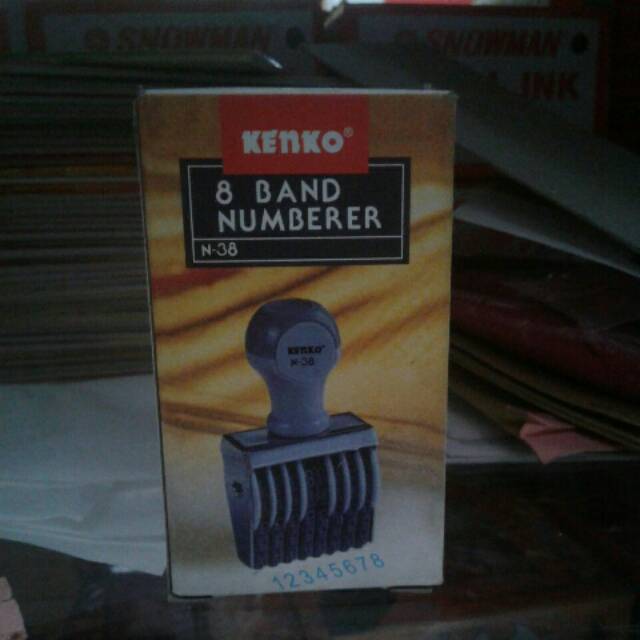 SNOWMAN
SNOWMAN
INK
KENKO®
8 BAND
NUMBERER
N-38
KENKO®
N-38
12345678